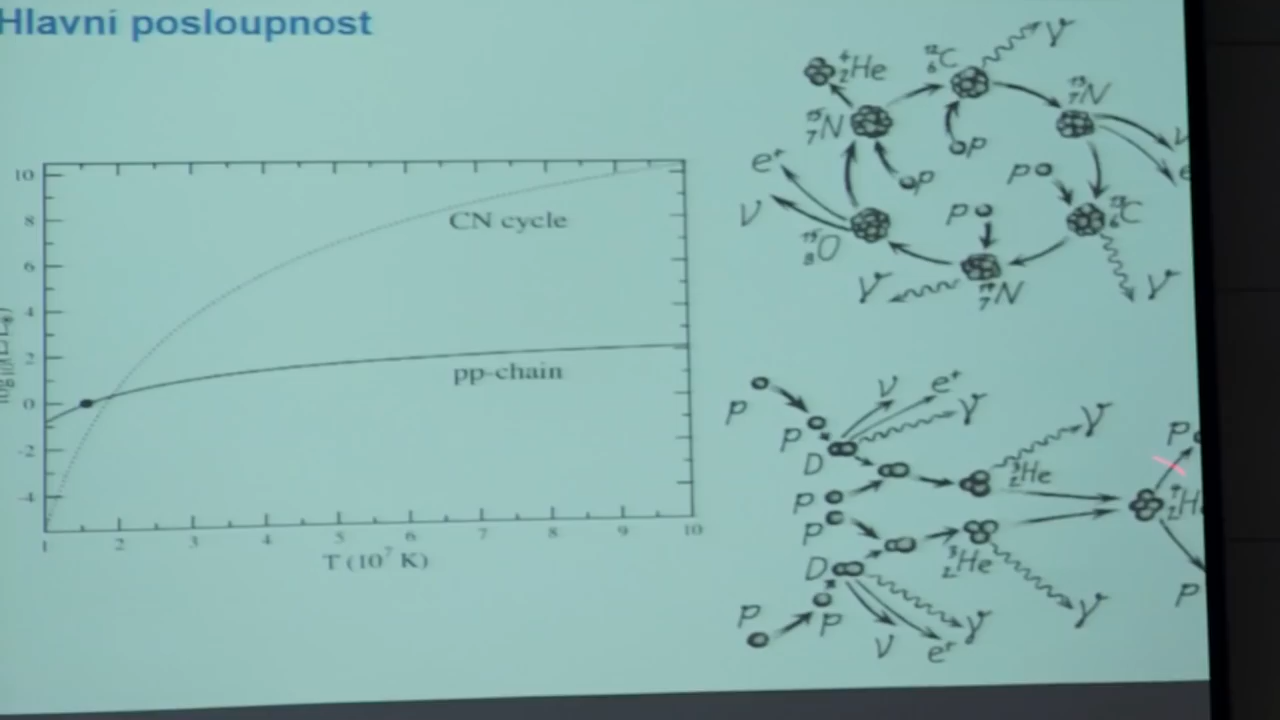 Hlavní posloupnost
10
8
6
4
2
0
-2
-4
CN cycle
pp-chain
1 2 3 4 5 6 7 8 9 10
T (10⁷ K)
⁴₂He
¹²₆C
γ
¹³₇N
ν
p
¹⁵₇N
p
p
e⁺
ν
¹⁵₈O
p
¹³₆C
γ
¹⁴₇N
γ
p
p
D
ν
e⁺
γ
p
p
³₂He
γ
p
D
³₂He
γ
p
p
ν
γ
e⁺
p